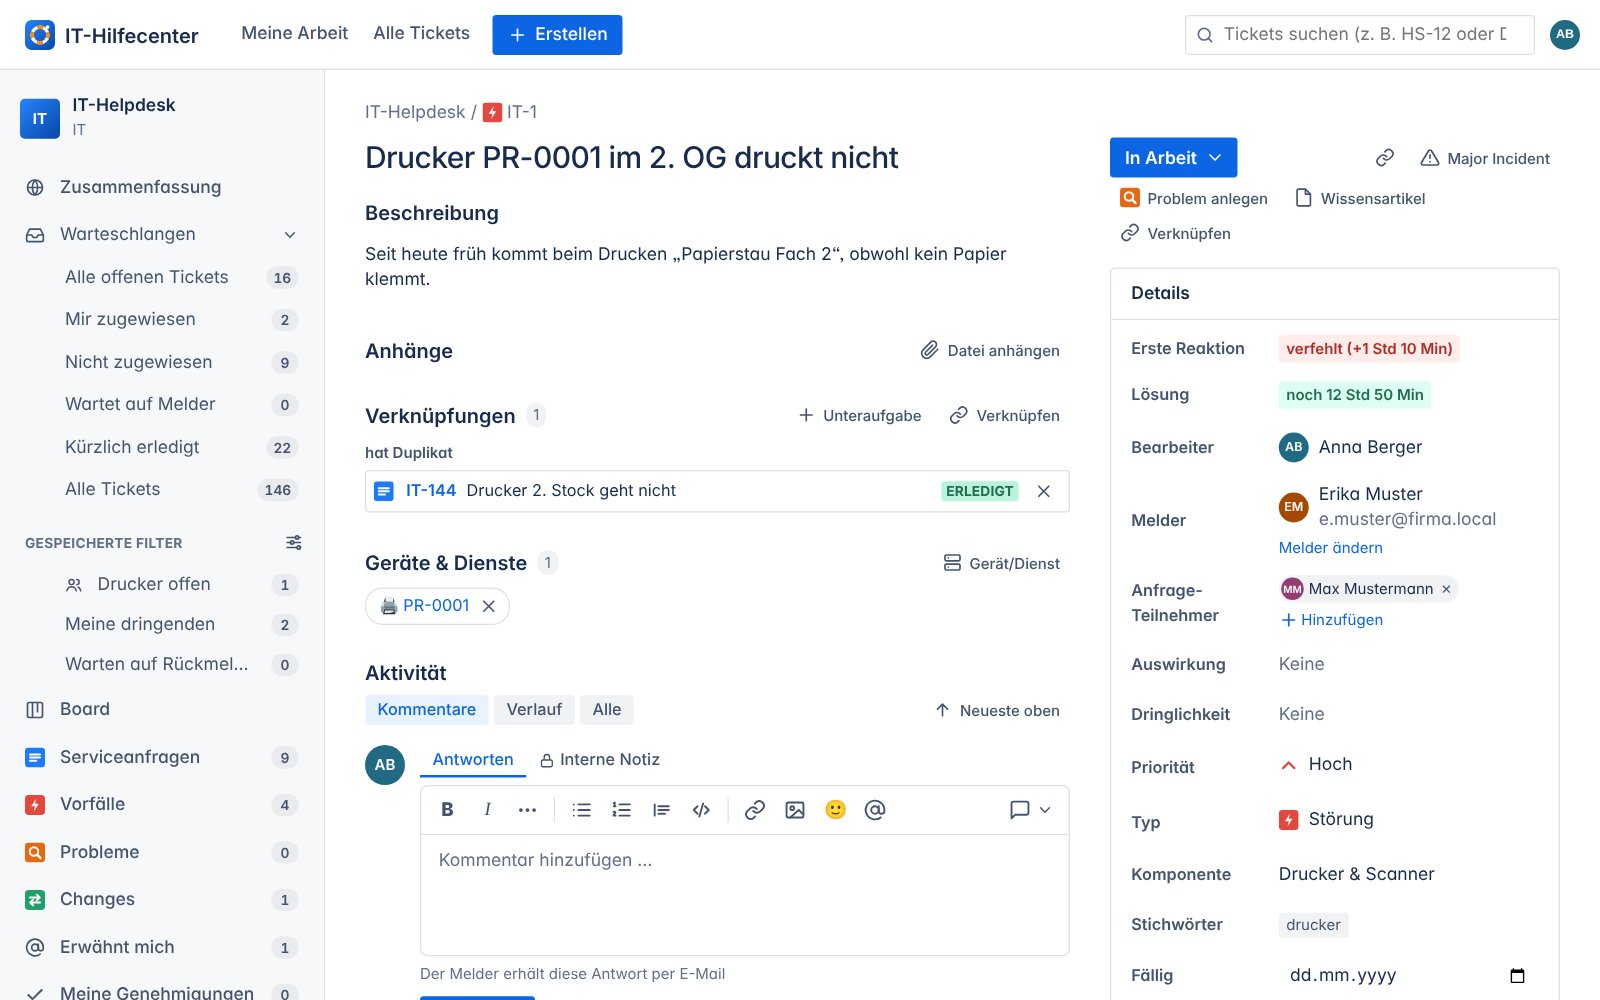 IT-Hilfecenter
Meine Arbeit
Alle Tickets
Erstellen
Tickets suchen (z. B. HS-12 oder D
AB
IT
IT-Helpdesk
IT
Zusammenfassung
Warteschlangen
Alle offenen Tickets 16
Mir zugewiesen 2
Nicht zugewiesen 9
Wartet auf Melder 0
Kürzlich erledigt 22
Alle Tickets 146
GESPEICHERTE FILTER
Drucker offen 1
Meine dringenden 2
Warten auf Rückmel... 0
Board
Serviceanfragen 9
Vorfälle 4
Probleme 0
Changes 1
Erwähnt mich 1
Meine Genehmigungen 0
IT-Helpdesk / IT-1
Drucker PR-0001 im 2. OG druckt nicht
Beschreibung
Seit heute früh kommt beim Drucken „Papierstau Fach 2“, obwohl kein Papier
klemmt.
Anhänge
Datei anhängen
Verknüpfungen 1
Unteraufgabe
Verknüpfen
hat Duplikat
IT-144 Drucker 2. Stock geht nicht ERLEDIGT
Geräte & Dienste 1
Gerät/Dienst
PR-0001
Aktivität
Kommentare
Verlauf
Alle
Neueste oben
AB
Antworten
Interne Notiz
B I
Kommentar hinzufügen ...
Der Melder erhält diese Antwort per E-Mail
In Arbeit
Major Incident
Problem anlegen
Wissensartikel
Verknüpfen
Details
Erste Reaktion verfehlt (+1 Std 10 Min)
Lösung noch 12 Std 50 Min
Bearbeiter AB Anna Berger
Melder EM Erika Muster
e.muster@firma.local
Melder ändern
Anfrage-
Teilnehmer
MM Max Mustermann
Hinzufügen
Auswirkung Keine
Dringlichkeit Keine
Priorität Hoch
Typ Störung
Komponente Drucker & Scanner
Stichwörter drucker
Fällig dd.mm.yyyy